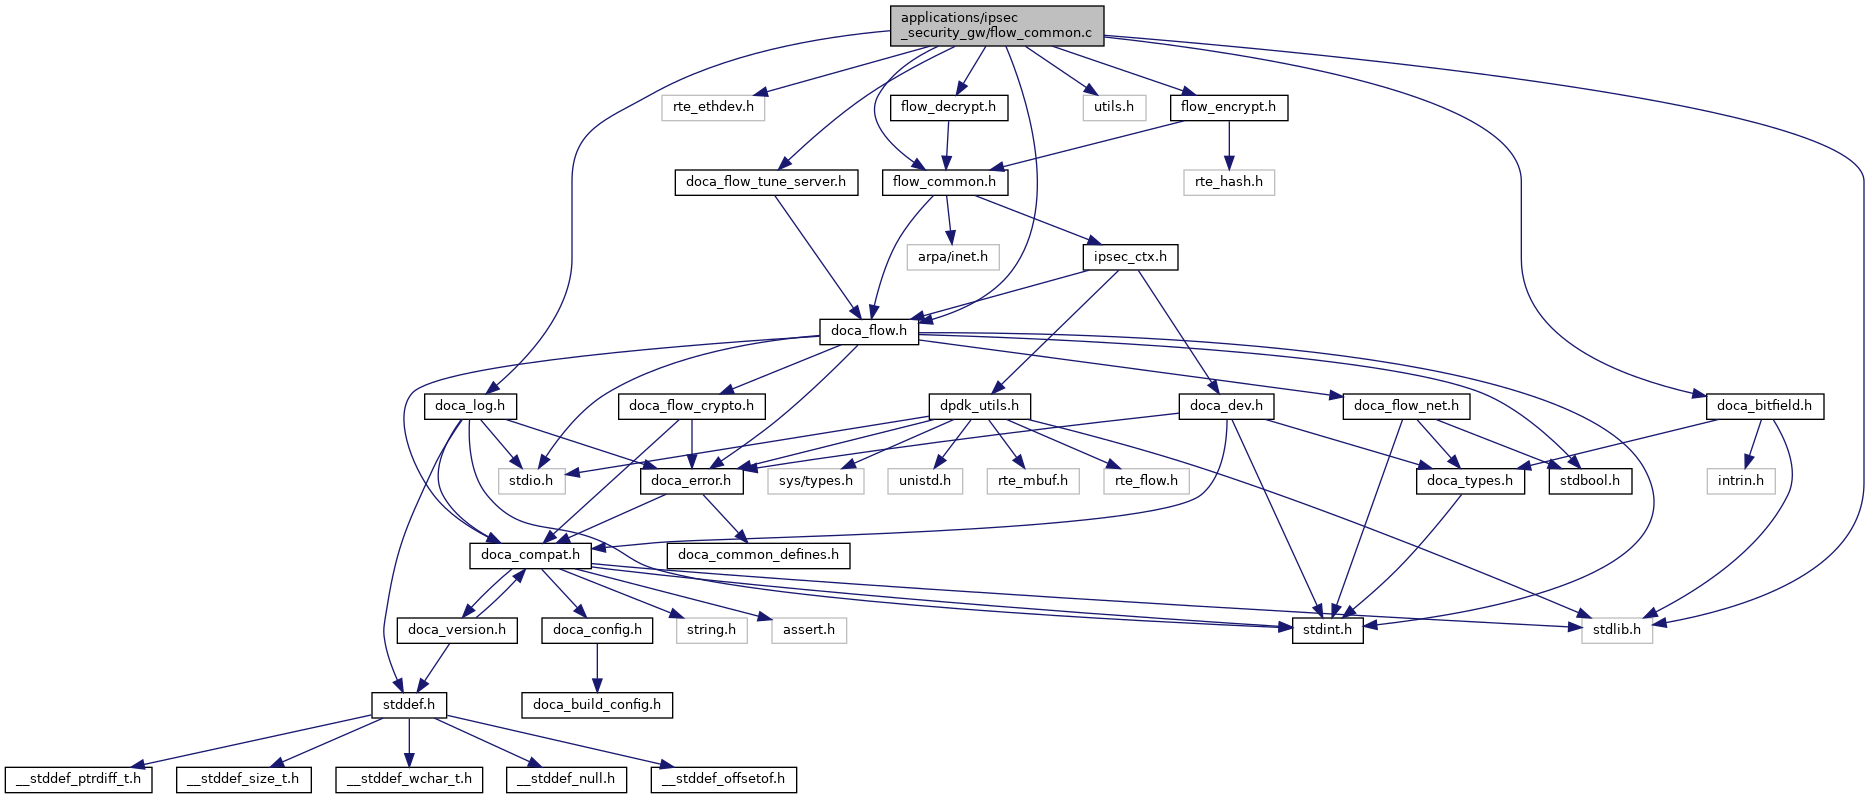 applications/ipsec
_security_gw/flow_common.c
rte_ethdev.h
flow_decrypt.h
utils.h
flow_encrypt.h
doca_flow_tune_server.h
flow_common.h
rte_hash.h
arpa/inet.h
ipsec_ctx.h
doca_flow.h
doca_log.h
doca_flow_crypto.h
dpdk_utils.h
doca_dev.h
doca_flow_net.h
doca_bitfield.h
stdio.h
doca_error.h
sys/types.h
unistd.h
rte_mbuf.h
rte_flow.h
doca_types.h
stdbool.h
intrin.h
doca_compat.h
doca_common_defines.h
doca_version.h
doca_config.h
string.h
assert.h
stdint.h
stdlib.h
stddef.h
doca_build_config.h
__stddef_ptrdiff_t.h
__stddef_size_t.h
__stddef_wchar_t.h
__stddef_null.h
__stddef_offsetof.h